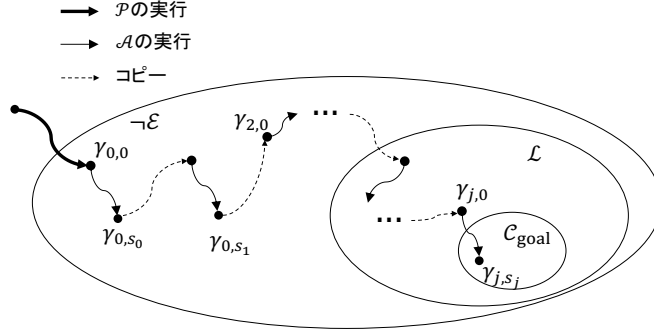 𝒫の実行
𝒜の実行
コピー
¬ℰ
γ₂,₀
...
γ₀,₀
ℒ
γⱼ,₀
...
𝒞goal
γ₀,ₛ₀
γ₀,ₛ₁
γⱼ,ₛⱼ